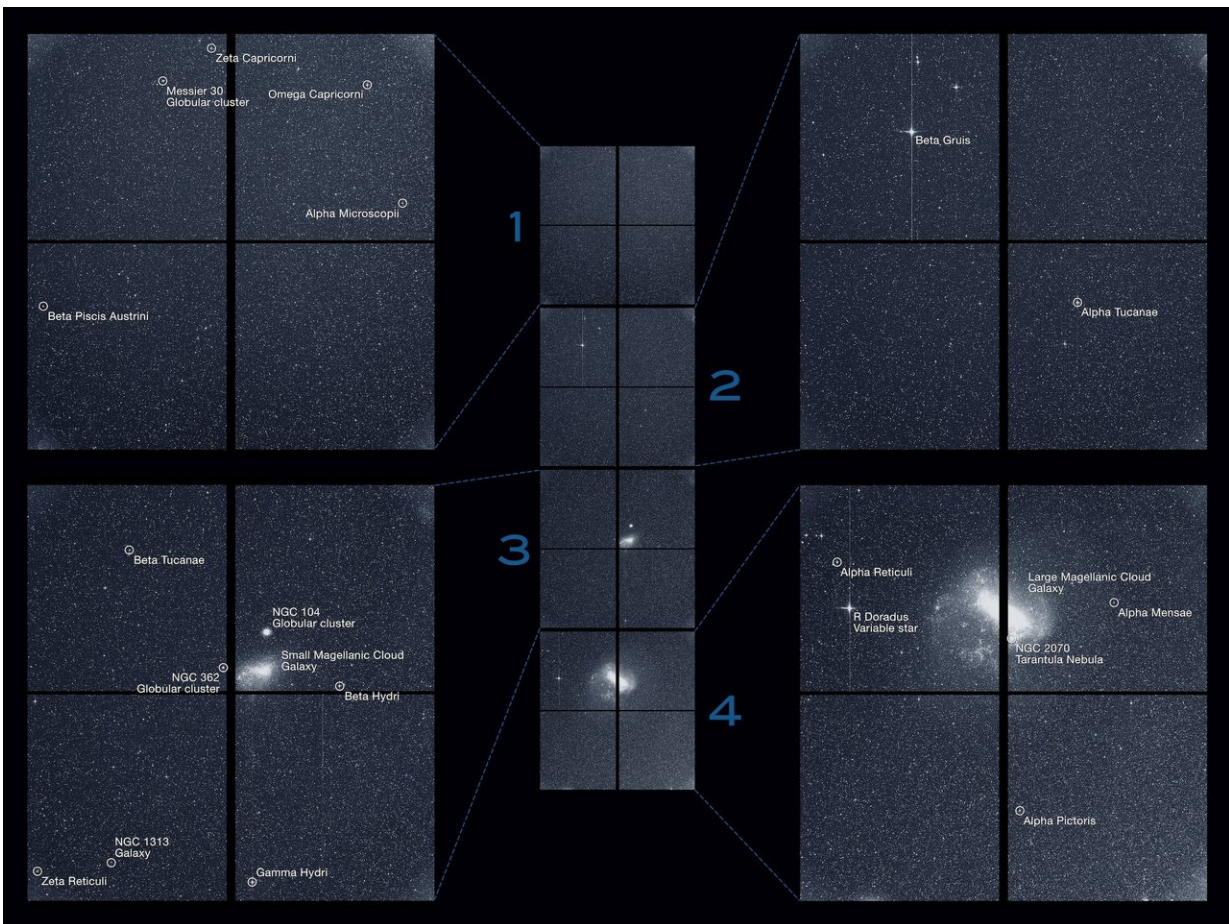 Zeta Capricorni
Messier 30
Globular cluster
Omega Capricorni
Alpha Microscopii
Beta Piscis Austrini
1
Beta Gruis
Alpha Tucanae
2
Beta Tucanae
NGC 104
Globular cluster
Small Magellanic Cloud
Galaxy
NGC 362
Globular cluster
Beta Hydri
NGC 1313
Galaxy
Zeta Reticuli
Gamma Hydri
3
Alpha Reticuli
R Doradus
Variable star
Large Magellanic Cloud
Galaxy
Alpha Mensae
NGC 2070
Tarantula Nebula
Alpha Pictoris
4